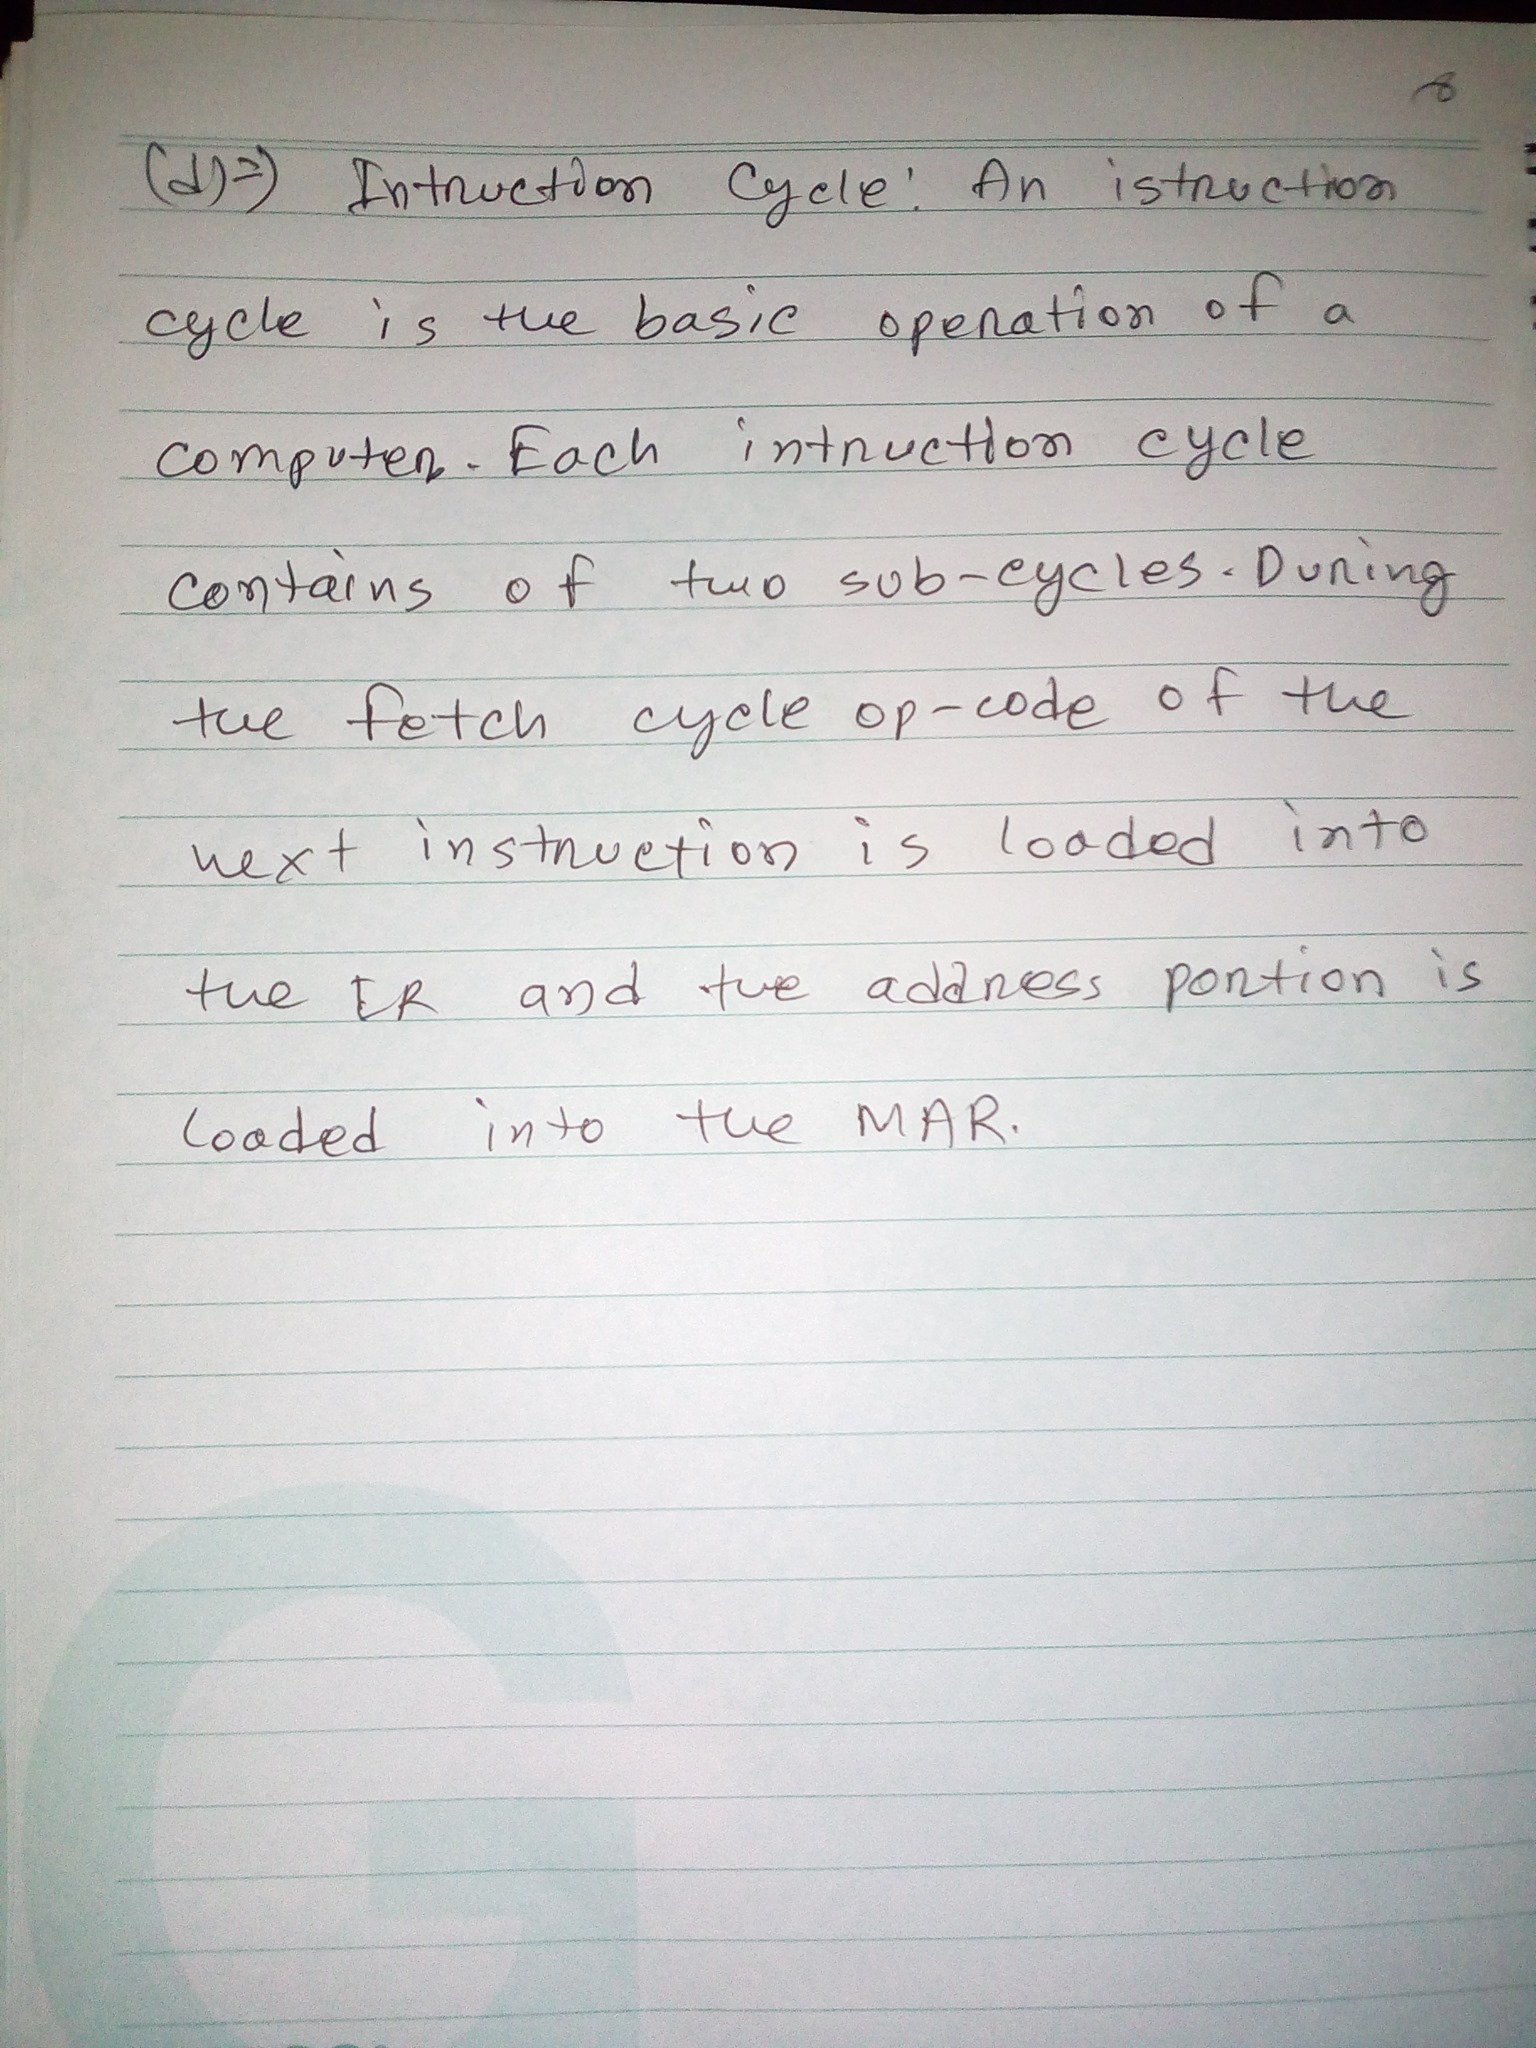 8
(d)=) Intruction Cycle: An istruction
cycle is the basic operation of a
computer. Each intruction cycle
contains of two sub-cycles. During
the fetch cycle op-code of the
next instruction is loaded into
the IR and the address portion is
loaded into the MAR.